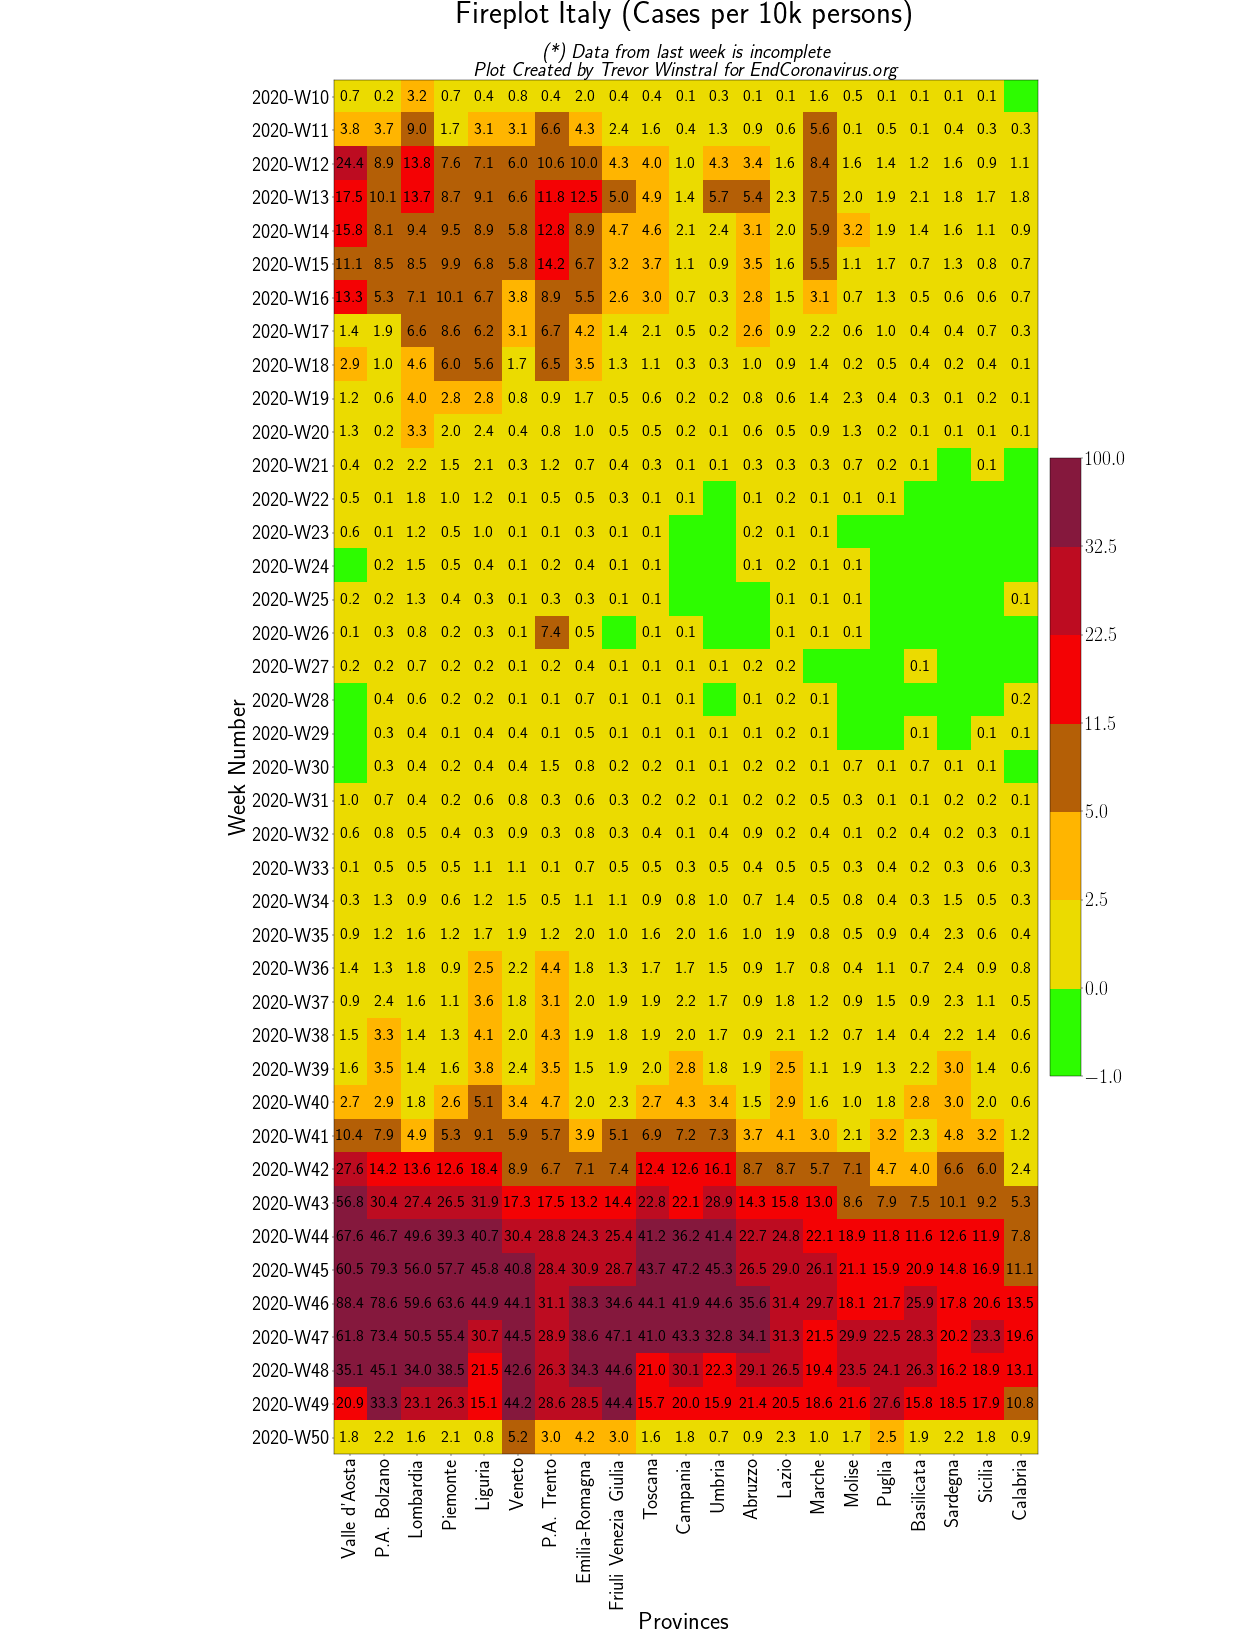 Fireplot Italy (Cases per 10k persons)
(*) Data from last week is incomplete
Plot Created by Trevor Winstral for EndCoronavirus.org
2020-W10 0.7 0.2 3.2 0.7 0.4 0.8 0.4 2.0 0.4 0.4 0.1 0.3 0.1 0.1 1.6 0.5 0.1 0.1 0.1 0.1
2020-W11 3.8 3.7 9.0 1.7 3.1 3.1 6.6 4.3 2.4 1.6 0.4 1.3 0.9 0.6 5.6 0.1 0.5 0.1 0.4 0.3 0.3
2020-W12 24.4 8.9 13.8 7.6 7.1 6.0 10.6 10.0 4.3 4.0 1.0 4.3 3.4 1.6 8.4 1.6 1.4 1.2 1.6 0.9 1.1
2020-W13 17.5 10.1 13.7 8.7 9.1 6.6 11.8 12.5 5.0 4.9 1.4 5.7 5.4 2.3 7.5 2.0 1.9 2.1 1.8 1.7 1.8
2020-W14 15.8 8.1 9.4 9.5 8.9 5.8 12.8 8.9 4.7 4.6 2.1 2.4 3.1 2.0 5.9 3.2 1.9 1.4 1.6 1.1 0.9
2020-W15 11.1 8.5 8.5 9.9 6.8 5.8 14.2 6.7 3.2 3.7 1.1 0.9 3.5 1.6 5.5 1.1 1.7 0.7 1.3 0.8 0.7
2020-W16 13.3 5.3 7.1 10.1 6.7 3.8 8.9 5.5 2.6 3.0 0.7 0.3 2.8 1.5 3.1 0.7 1.3 0.5 0.6 0.6 0.7
2020-W17 1.4 1.9 6.6 8.6 6.2 3.1 6.7 4.2 1.4 2.1 0.5 0.2 2.6 0.9 2.2 0.6 1.0 0.4 0.4 0.7 0.3
2020-W18 2.9 1.0 4.6 6.0 5.6 1.7 6.5 3.5 1.3 1.1 0.3 0.3 1.0 0.9 1.4 0.2 0.5 0.4 0.2 0.4 0.1
2020-W19 1.2 0.6 4.0 2.8 2.8 0.8 0.9 1.7 0.5 0.6 0.2 0.2 0.8 0.6 1.4 2.3 0.4 0.3 0.1 0.2 0.1
2020-W20 1.3 0.2 3.3 2.0 2.4 0.4 0.8 1.0 0.5 0.5 0.2 0.1 0.6 0.5 0.9 1.3 0.2 0.1 0.1 0.1 0.1
2020-W21 0.4 0.2 2.2 1.5 2.1 0.3 1.2 0.7 0.4 0.3 0.1 0.1 0.3 0.3 0.3 0.7 0.2 0.1 0.1
2020-W22 0.5 0.1 1.8 1.0 1.2 0.1 0.5 0.5 0.3 0.1 0.1 0.1 0.2 0.1 0.1 0.1
2020-W23 0.6 0.1 1.2 0.5 1.0 0.1 0.1 0.3 0.1 0.1 0.2 0.1 0.1
2020-W24 0.2 1.5 0.5 0.4 0.1 0.2 0.4 0.1 0.1 0.1 0.2 0.1 0.1
2020-W25 0.2 0.2 1.3 0.4 0.3 0.1 0.3 0.3 0.1 0.1 0.1 0.1 0.1 0.1
2020-W26 0.1 0.3 0.8 0.2 0.3 0.1 7.4 0.5 0.1 0.1 0.1 0.1 0.1
2020-W27 0.2 0.2 0.7 0.2 0.2 0.1 0.2 0.4 0.1 0.1 0.1 0.1 0.2 0.2 0.1
2020-W28 0.4 0.6 0.2 0.2 0.1 0.1 0.7 0.1 0.1 0.1 0.1 0.2 0.1 0.2
2020-W29 0.3 0.4 0.1 0.4 0.4 0.1 0.5 0.1 0.1 0.1 0.1 0.1 0.2 0.1 0.1 0.1 0.1
2020-W30 0.3 0.4 0.2 0.4 0.4 1.5 0.8 0.2 0.2 0.1 0.1 0.2 0.2 0.1 0.7 0.1 0.7 0.1 0.1
2020-W31 1.0 0.7 0.4 0.2 0.6 0.8 0.3 0.6 0.3 0.2 0.2 0.1 0.2 0.2 0.5 0.3 0.1 0.1 0.2 0.2 0.1
2020-W32 0.6 0.8 0.5 0.4 0.3 0.9 0.3 0.8 0.3 0.4 0.1 0.4 0.9 0.2 0.4 0.1 0.2 0.4 0.2 0.3 0.1
2020-W33 0.1 0.5 0.5 0.5 1.1 1.1 0.1 0.7 0.5 0.5 0.3 0.5 0.4 0.5 0.5 0.3 0.4 0.2 0.3 0.6 0.3
2020-W34 0.3 1.3 0.9 0.6 1.2 1.5 0.5 1.1 1.1 0.9 0.8 1.0 0.7 1.4 0.5 0.8 0.4 0.3 1.5 0.5 0.3
2020-W35 0.9 1.2 1.6 1.2 1.7 1.9 1.2 2.0 1.0 1.6 2.0 1.6 1.0 1.9 0.8 0.5 0.9 0.4 2.3 0.6 0.4
2020-W36 1.4 1.3 1.8 0.9 2.5 2.2 4.4 1.8 1.3 1.7 1.7 1.5 0.9 1.7 0.8 0.4 1.1 0.7 2.4 0.9 0.8
2020-W37 0.9 2.4 1.6 1.1 3.6 1.8 3.1 2.0 1.9 1.9 2.2 1.7 0.9 1.8 1.2 0.9 1.5 0.9 2.3 1.1 0.5
2020-W38 1.5 3.3 1.4 1.3 4.1 2.0 4.3 1.9 1.8 1.9 2.0 1.7 0.9 2.1 1.2 0.7 1.4 0.4 2.2 1.4 0.6
2020-W39 1.6 3.5 1.4 1.6 3.8 2.4 3.5 1.5 1.9 2.0 2.8 1.8 1.9 2.5 1.1 1.9 1.3 2.2 3.0 1.4 0.6
2020-W40 2.7 2.9 1.8 2.6 5.1 3.4 4.7 2.0 2.3 2.7 4.3 3.4 1.5 2.9 1.6 1.0 1.8 2.8 3.0 2.0 0.6
2020-W41 10.4 7.9 4.9 5.3 9.1 5.9 5.7 3.9 5.1 6.9 7.2 7.3 3.7 4.1 3.0 2.1 3.2 2.3 4.8 3.2 1.2
2020-W42 27.6 14.2 13.6 12.6 18.4 8.9 6.7 7.1 7.4 12.4 12.6 16.1 8.7 8.7 5.7 7.1 4.7 4.0 6.6 6.0 2.4
2020-W43 56.8 30.4 27.4 26.5 31.9 17.3 17.5 13.2 14.4 22.8 22.1 28.9 14.3 15.8 13.0 8.6 7.9 7.5 10.1 9.2 5.3
2020-W44 67.6 46.7 49.6 39.3 40.7 30.4 28.8 24.3 25.4 41.2 36.2 41.4 22.7 24.8 22.1 18.9 11.8 11.6 12.6 11.9 7.8
2020-W45 60.5 79.3 56.0 57.7 45.8 40.8 28.4 30.9 28.7 43.7 47.2 45.3 26.5 29.0 26.1 21.1 15.9 20.9 14.8 16.9 11.1
2020-W46 88.4 78.6 59.6 63.6 44.9 44.1 31.1 38.3 34.6 44.1 41.9 44.6 35.6 31.4 29.7 18.1 21.7 25.9 17.8 20.6 13.5
2020-W47 61.8 73.4 50.5 55.4 30.7 44.5 28.9 38.6 47.1 41.0 43.3 32.8 34.1 31.3 21.5 29.9 22.5 28.3 20.2 23.3 19.6
2020-W48 35.1 45.1 34.0 38.5 21.5 42.6 26.3 34.3 44.6 21.0 30.1 22.3 29.1 26.5 19.4 23.5 24.1 26.3 16.2 18.9 13.1
2020-W49 20.9 33.3 23.1 26.3 15.1 44.2 28.6 28.5 44.4 15.7 20.0 15.9 21.4 20.5 18.6 21.6 27.6 15.8 18.5 17.9 10.8
2020-W50 1.8 2.2 1.6 2.1 0.8 5.2 3.0 4.2 3.0 1.6 1.8 0.7 0.9 2.3 1.0 1.7 2.5 1.9 2.2 1.8 0.9
Week Number
Valle d'Aosta
P.A. Bolzano
Lombardia
Piemonte
Liguria
Veneto
P.A. Trento
Emilia-Romagna
Friuli Venezia Giulia
Toscana
Campania
Umbria
Abruzzo
Lazio
Marche
Molise
Puglia
Basilicata
Sardegna
Sicilia
Calabria
Provinces
100.0
32.5
22.5
11.5
5.0
2.5
0.0
−1.0